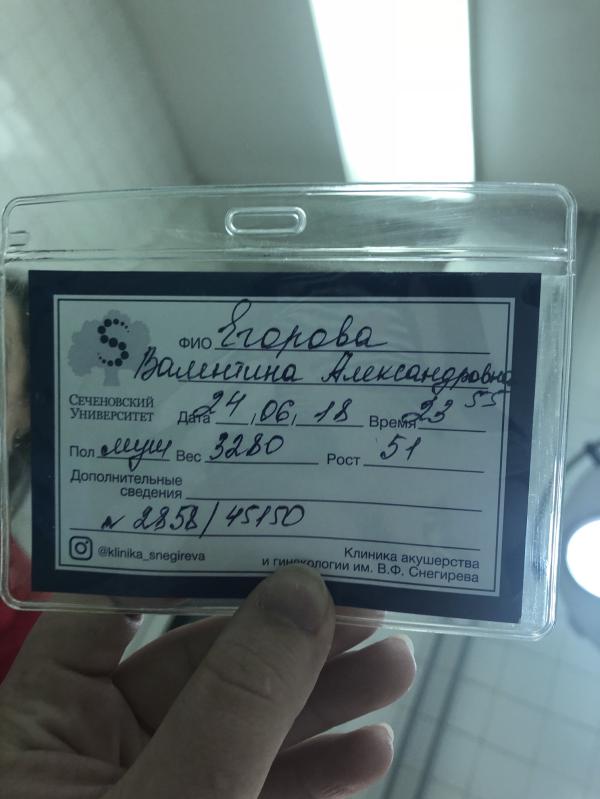 ФИО Егорова
Валентина Александровна
Сеченовский
Университет
Дата 24,06,18 Время 23 55
Пол муж Вес 3280 Рост 51
Дополнительные
сведения
N 2858/45150
@klinika_snegireva
Клиника акушерства
и гинекологии им. В.Ф. Снегирева